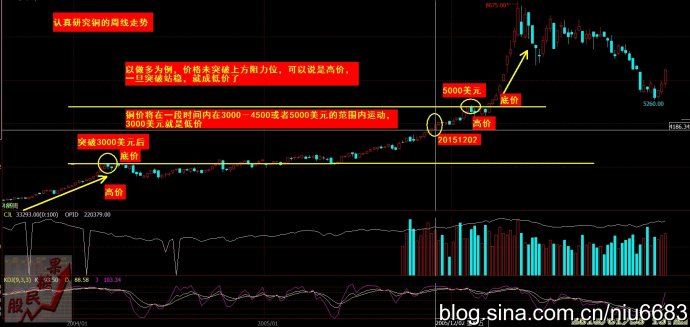 认真研究铜的周线走势
8675.00
以做多为例，价格未突破上方阻力位，可以说是高价，
一旦突破站稳，就成低价了
5000美元
底价
5260.00
铜价将在一段时间内在3000－4500或者5000美元的范围内运动，
3000美元就是低价
高价
4186.34
20151202
突破3000美元后
底价
高价
CJL 33293.00(0:100) OPID 220379.00
KDJ(9,3,3) K 93.50 D 88.58 J 103.34
2004/01
2005/01
2005/12/02
股民
果
blog.sina.com.cn/nju6683